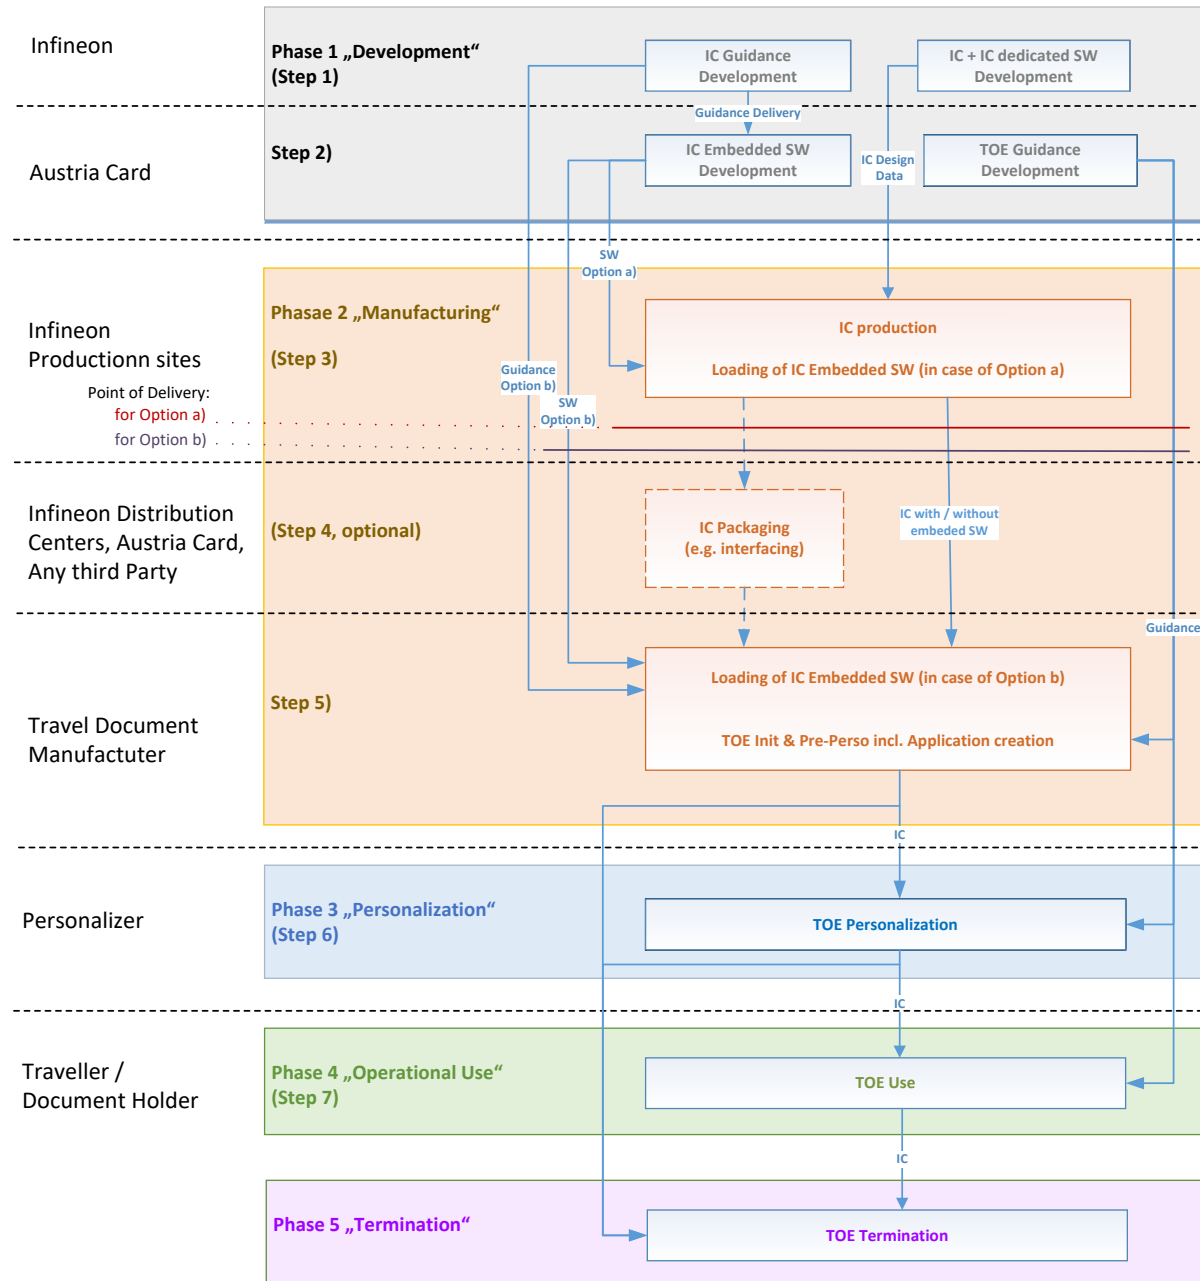 Infineon
Phase 1 „Development“
(Step 1)
IC Guidance
Development
IC + IC dedicated SW
Development
Guidance Delivery
Austria Card
Step 2)
IC Embedded SW
Development
IC Design
Data
TOE Guidance
Development
SW
Option a)
Infineon
Productionn sites
Phasae 2 „Manufacturing“
(Step 3)
IC production
Loading of IC Embedded SW (in case of Option a)
Guidance
Option b)
SW
Option b)
Point of Delivery:
for Option a)
for Option b)
Infineon Distribution
Centers, Austria Card,
Any third Party
(Step 4, optional)
IC Packaging
(e.g. interfacing)
IC with / without
embeded SW
Guidance
Travel Document
Manufactuter
Step 5)
Loading of IC Embedded SW (in case of Option b)
TOE Init & Pre-Perso incl. Application creation
IC
Personalizer
Phase 3 „Personalization“
(Step 6)
TOE Personalization
IC
Traveller /
Document Holder
Phase 4 „Operational Use“
(Step 7)
TOE Use
IC
Phase 5 „Termination“
TOE Termination